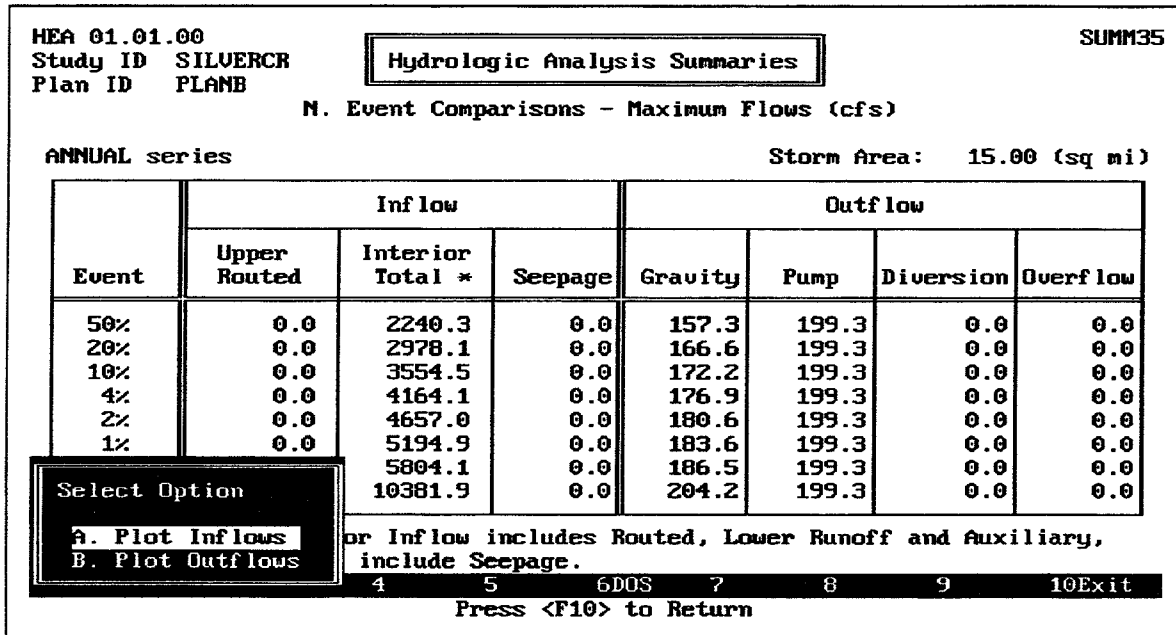 HEA 01.01.00 SUMM35
Study ID SILVERCR Hydrologic Analysis Summaries
Plan ID PLANB
N. Event Comparisons - Maximum Flows (cfs)
ANNUAL series Storm Area: 15.00 (sq mi)
Inflow Outflow
Event Upper Routed Interior Total * Seepage Gravity Pump Diversion Overflow
50% 0.0 2240.3 0.0 157.3 199.3 0.0 0.0
20% 0.0 2978.1 0.0 166.6 199.3 0.0 0.0
10% 0.0 3554.5 0.0 172.2 199.3 0.0 0.0
4% 0.0 4164.1 0.0 176.9 199.3 0.0 0.0
2% 0.0 4657.0 0.0 180.6 199.3 0.0 0.0
1% 0.0 5194.9 0.0 183.6 199.3 0.0 0.0
5804.1 0.0 186.5 199.3 0.0 0.0
10381.9 0.0 204.2 199.3 0.0 0.0
Select Option
A. Plot Inflows
B. Plot Outflows
or Inflow includes Routed, Lower Runoff and Auxiliary,
include Seepage.
4 5 6DOS 7 8 9 10Exit
Press <F10> to Return